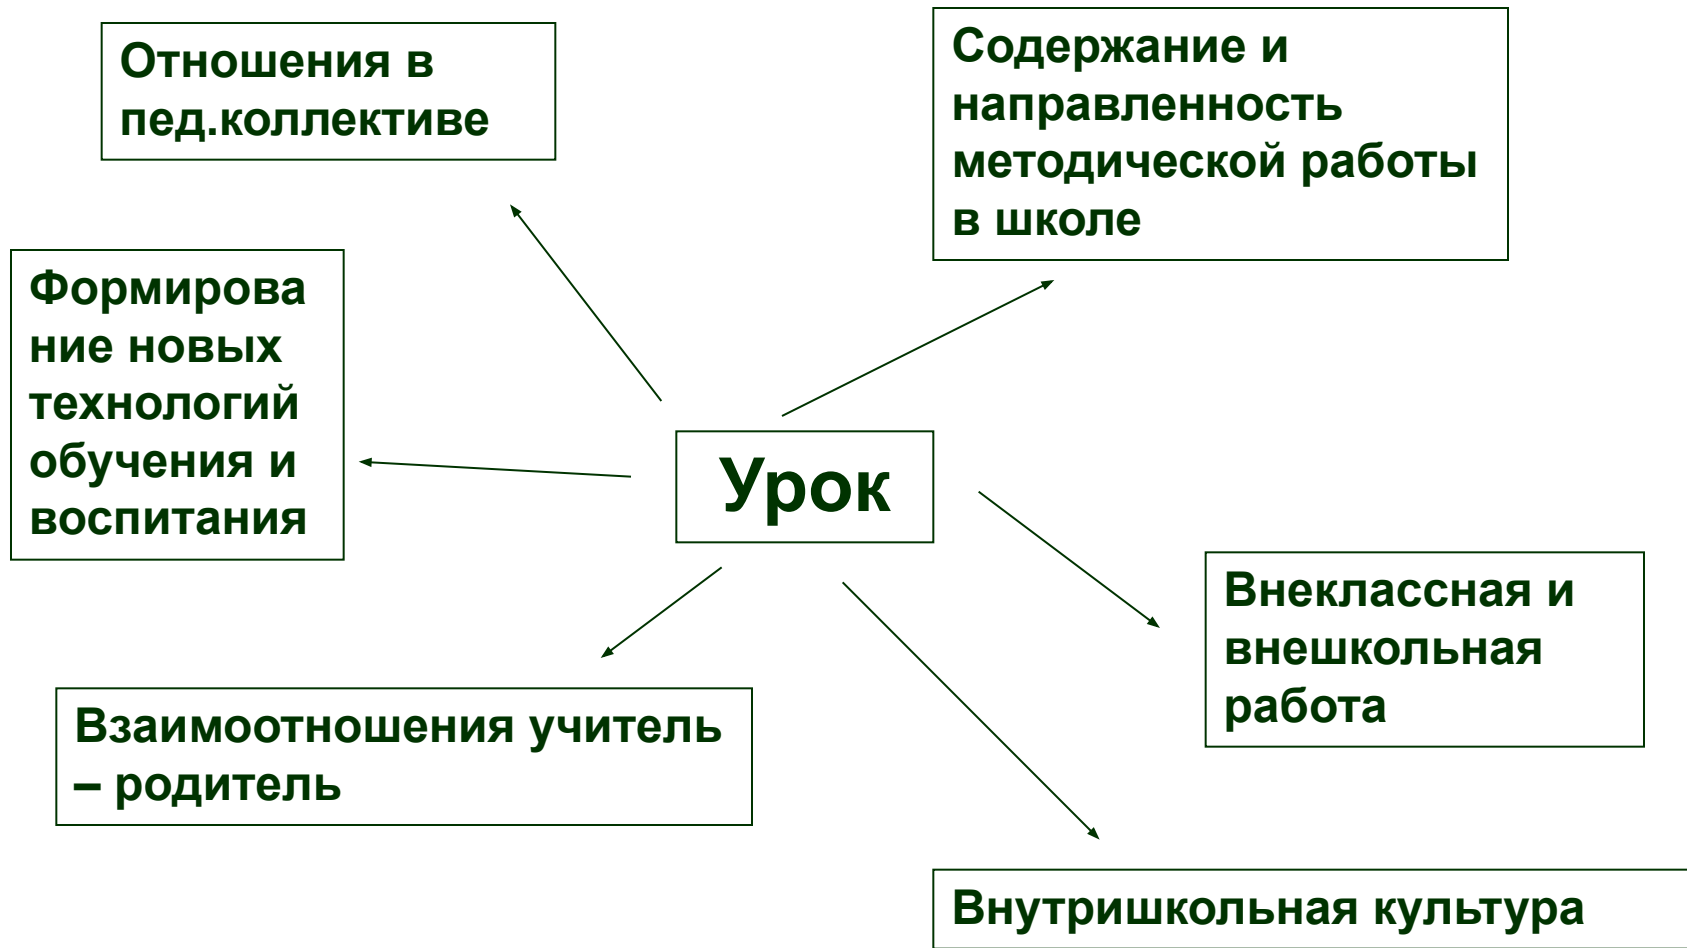 Отношения в
пед.коллективе
Содержание и
направленность
методической работы
в школе
Формирова
ние новых
технологий
обучения и
воспитания
Урок
Внеклассная и
внешкольная
работа
Взаимоотношения учитель
– родитель
Внутришкольная культура